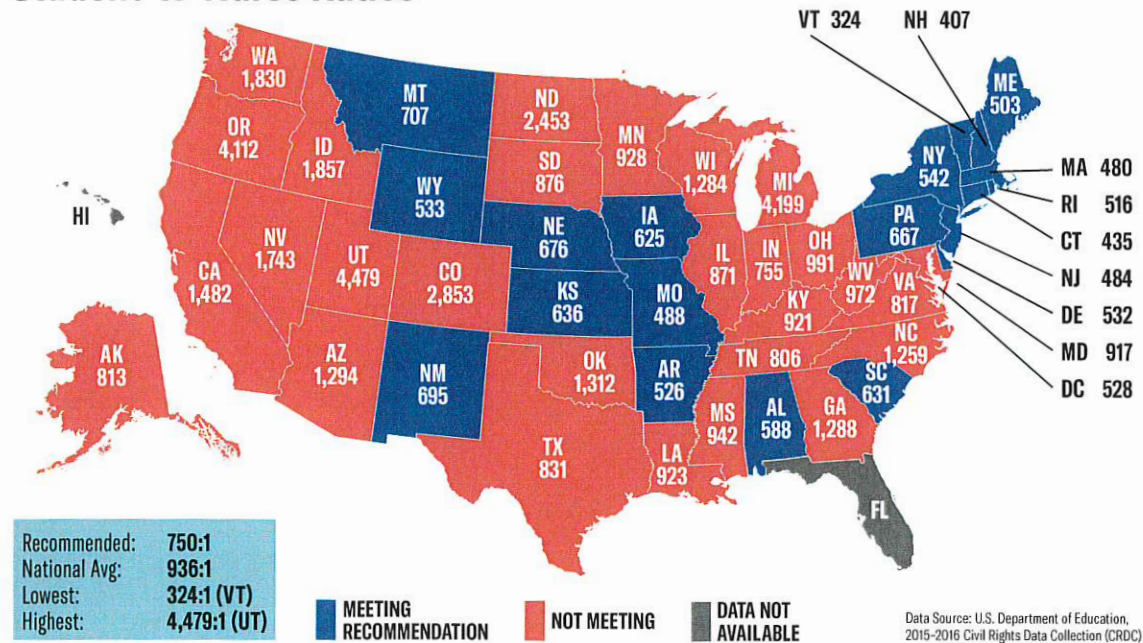 VT 324
NH 407
WA
1,830
MT
707
ND
2,453
MN
928
ME
503
OR
4,112
ID
1,857
SD
876
WI
1,284
MI
4,199
NY
542
MA 480
HI
WY
533
RI 516
NE
676
IA
625
PA
667
CT 435
NV
1,743
UT
4,479
CO
2,853
IL
871
IN
755
OH
991
WV
972
VA
817
NJ 484
CA
1,482
KS
636
MO
488
KY
921
DE 532
MD 917
NC
1,259
TN 806
DC 528
AK
813
AZ
1,294
NM
695
OK
1,312
AR
526
SC
631
MS
942
AL
588
GA
1,288
TX
831
LA
923
FL
Recommended: 750:1
National Avg: 936:1
Lowest: 324:1 (VT)
Highest: 4,479:1 (UT)
MEETING
RECOMMENDATION
NOT MEETING
DATA NOT
AVAILABLE
Data Source: U.S. Department of Education,
2015-2016 Civil Rights Data Collection (CRDC)